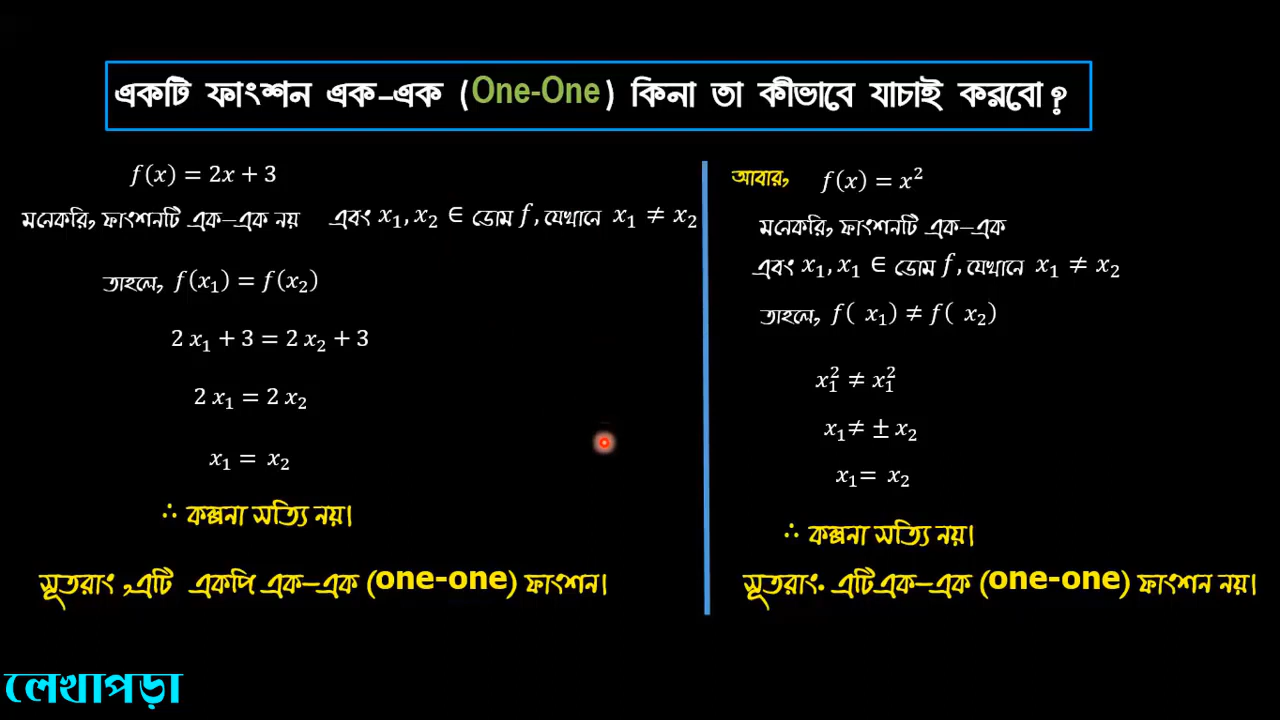 একটি ফাংশন এক-এক (One-One) কিনা তা কীভাবে যাচাই করবো?
f(x) = 2x + 3
মনেকরি, ফাংশনটি এক-এক নয় এবং x₁, x₂ ∈ ডোম f, যেখানে x₁ ≠ x₂
তাহলে, f(x₁) = f(x₂)
2 x₁ + 3 = 2 x₂ + 3
2 x₁ = 2 x₂
x₁ = x₂
∴ কল্পনা সত্যি নয়।
সূতরাং ,এটি একপি এক-এক (one-one) ফাংশন।
আবার, f(x) = x²
মনেকরি, ফাংশনটি এক-এক
এবং x₁, x₁ ∈ ডোম f, যেখানে x₁ ≠ x₂
তাহলে, f( x₁) ≠ f( x₂)
x₁² ≠ x₁²
x₁ ≠ ± x₂
x₁ = x₂
∴ কল্পনা সত্যি নয়।
সূতরাং. এটিএক-এক (one-one) ফাংশন নয়।
লেখাপড়া